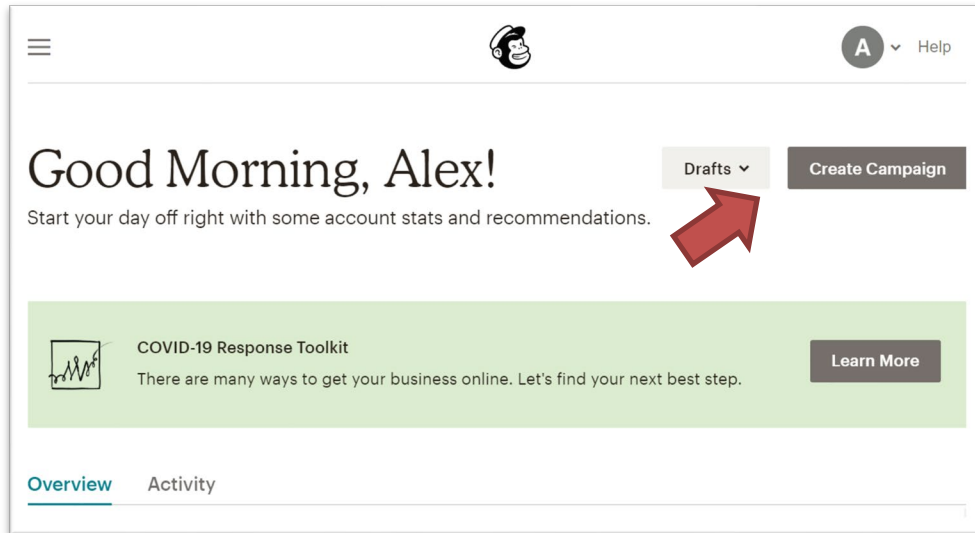 A
Help
Good Morning, Alex!
Drafts
Create Campaign
Start your day off right with some account stats and recommendations.
COVID-19 Response Toolkit
There are many ways to get your business online. Let's find your next best step.
Learn More
Overview
Activity